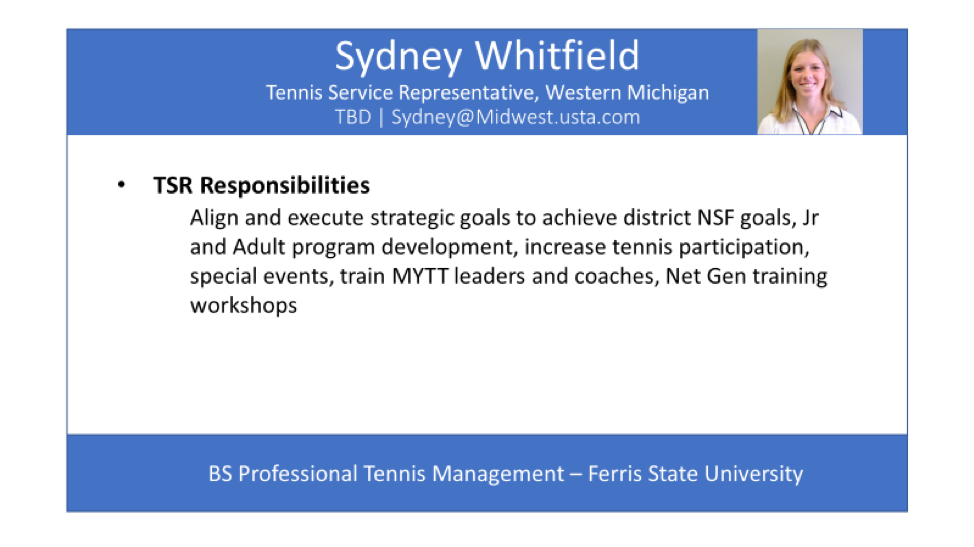 Sydney Whitfield
Tennis Service Representative, Western Michigan
TBD | Sydney@Midwest.usta.com
• TSR Responsibilities
Align and execute strategic goals to achieve district NSF goals, Jr
and Adult program development, increase tennis participation,
special events, train MYTT leaders and coaches, Net Gen training
workshops
BS Professional Tennis Management – Ferris State University